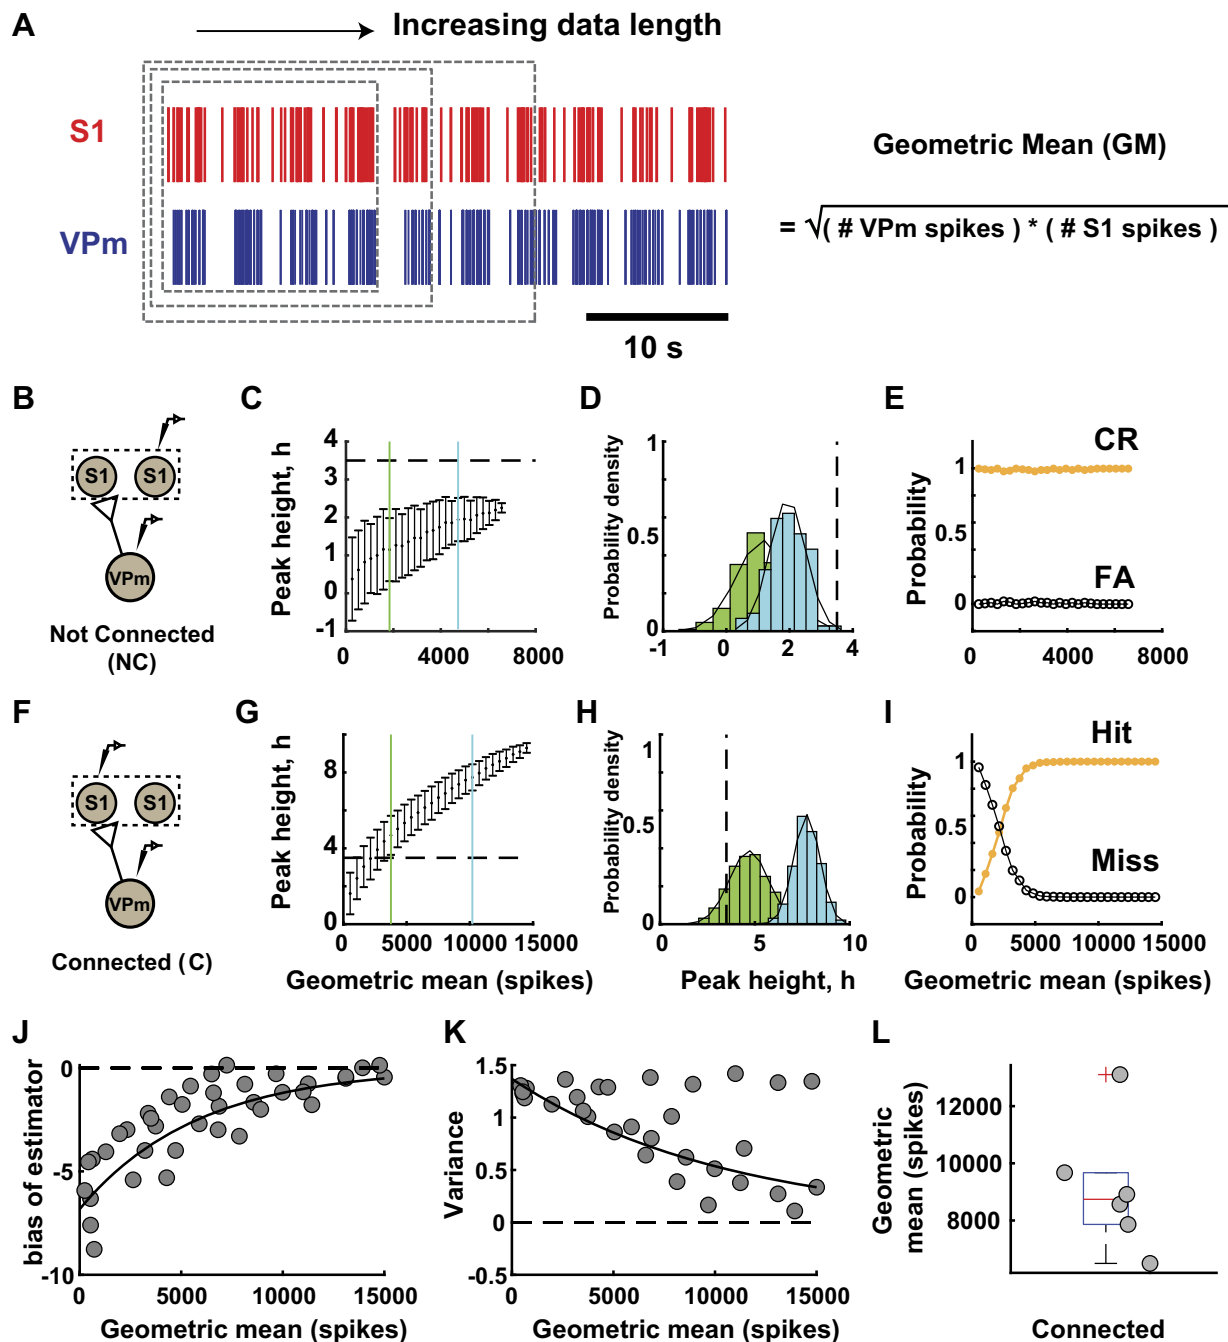 A
Increasing data length
S1
VPm
10 s
Geometric Mean (GM)
= √( # VPm spikes ) * ( # S1 spikes )
B
S1
S1
VPm
Not Connected
(NC)
C
Peak height, h
4
3
2
1
0
-1
0
4000
8000
D
Probability density
1
0.5
0
-1
0
2
4
E
Probability
1
0.5
0
CR
FA
0
4000
8000
F
S1
S1
VPm
Connected (C)
G
Peak height, h
8
4
0
0
5000
10000
15000
Geometric mean (spikes)
H
Probability density
1
0.5
0
0
5
10
Peak height, h
I
Probability
1
0.5
0
Hit
Miss
0
5000
10000
15000
Geometric mean (spikes)
J
bias of estimator
0
-5
-10
0
5000
10000
15000
Geometric mean (spikes)
K
Variance
1.5
1
0.5
0
-0.5
0
5000
10000
15000
Geometric mean (spikes)
L
Geometric
mean (spikes)
12000
10000
8000
Connected